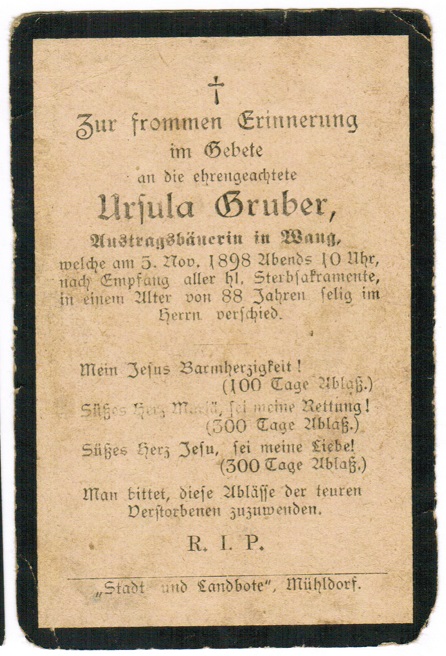 Zur frommen Erinnerung
im Gebete
an die ehrengeachtete
Ursula Gruber,
Austragsbäuerin in Wang,
welche am 5. Nov. 1898 Abends 10 Uhr,
nach Empfang aller hl. Sterbsakramente,
in einem Alter von 88 Jahren selig im
Herrn verschied.
Mein Jesus Barmherzigkeit!
(100 Tage Ablaß.)
Süßes Herz Mariä, sei meine Rettung!
(300 Tage Ablaß.)
Süßes Herz Jesu, sei meine Liebe!
(300 Tage Ablaß.)
Man bittet, diese Ablässe der teuren
Verstorbenen zuzuwenden.
R. I. P.
„Stadt und Landbote", Mühldorf.